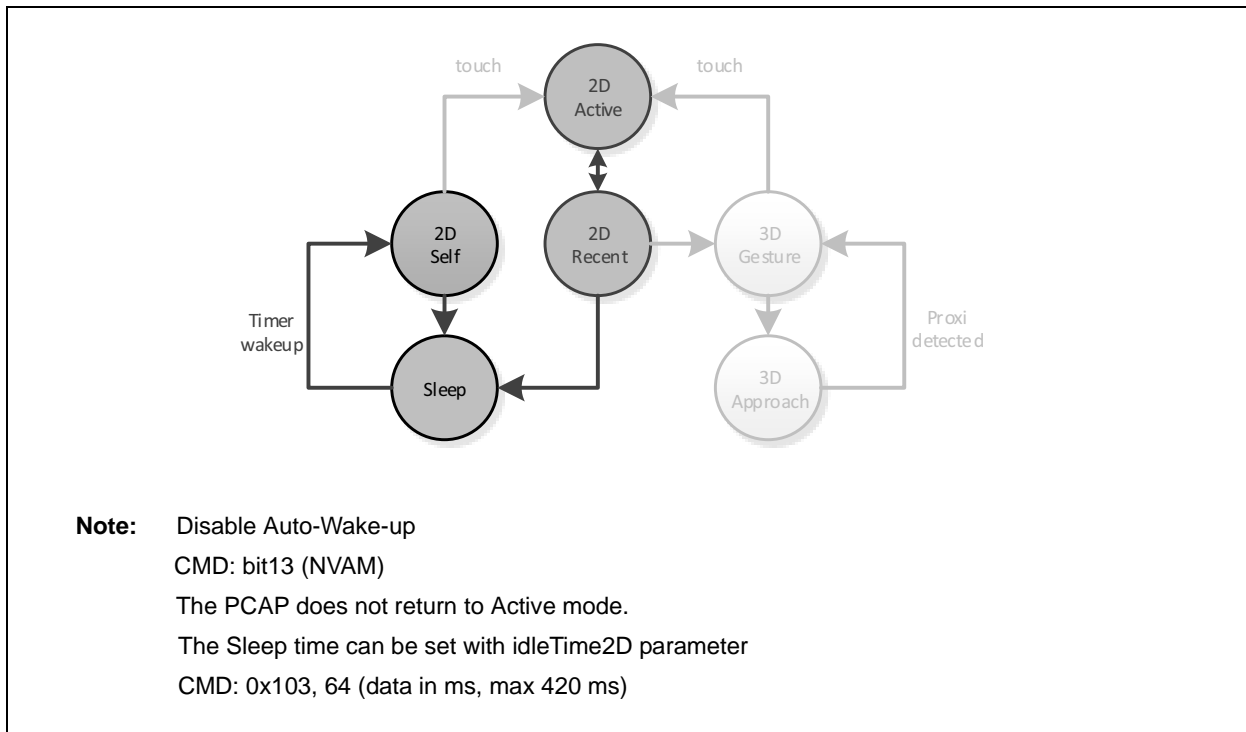 touch
touch
2D
Active
2D
Self
2D
Recent
3D
Gesture
Timer
wakeup
Proxi
detected
Sleep
3D
Approach
Note: Disable Auto-Wake-up
CMD: bit13 (NVAM)
The PCAP does not return to Active mode.
The Sleep time can be set with idleTime2D parameter
CMD: 0x103, 64 (data in ms, max 420 ms)